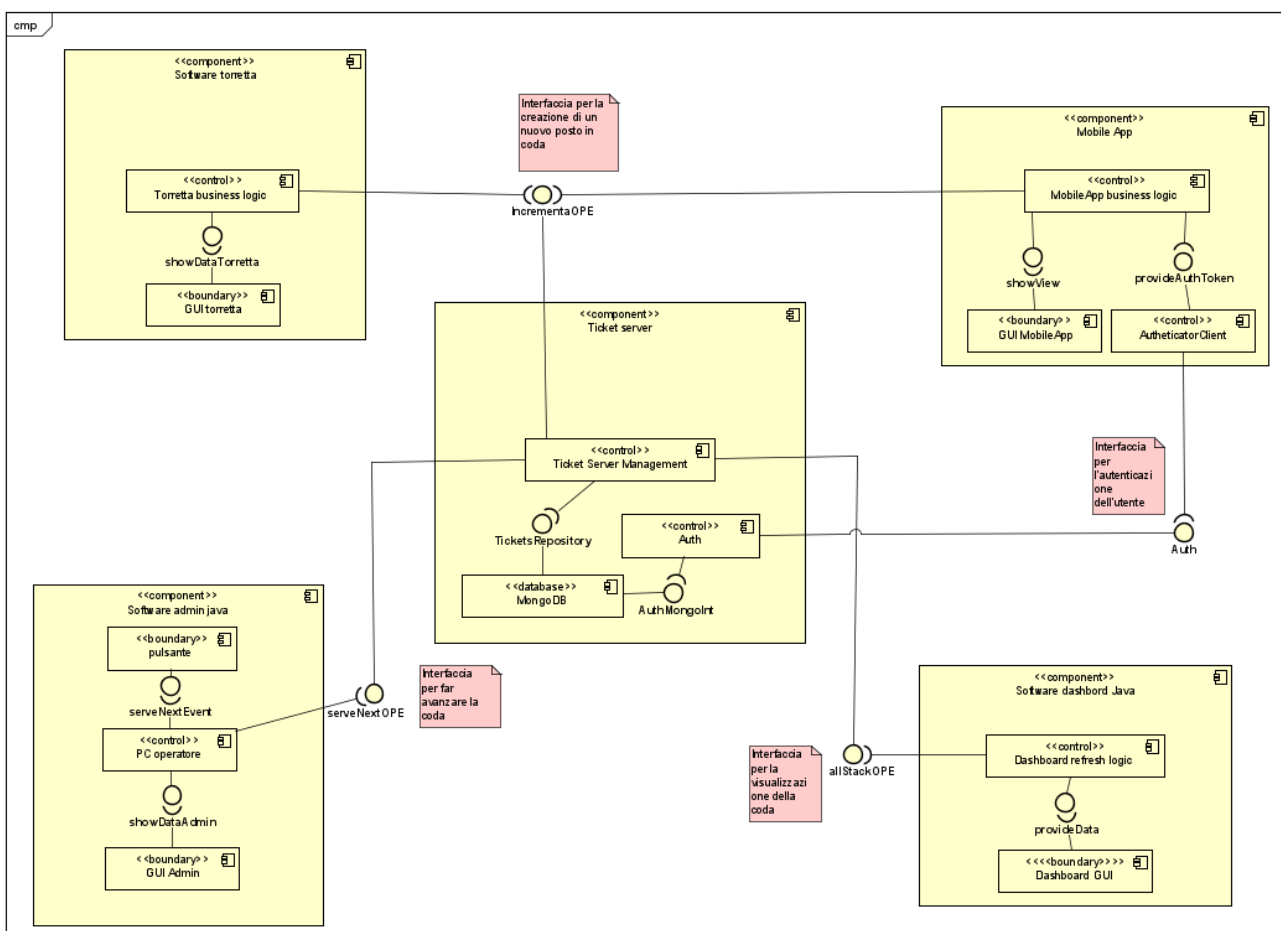 cmp
<<component>>
Software torretta
<<control>>
Torretta business logic
showDataTorretta
<<boundary>>
GUI torretta
Interfaccia per la
creazione di un
nuovo posto in
coda
IncrementaOPE
<<component>>
Mobile App
<<control>>
MobileApp business logic
showView
provideAuthToken
<<boundary>>
GUI MobileApp
<<control>>
AutheticatorClient
<<component>>
Ticket server
<<control>>
Ticket Server Management
TicketsRepository
<<control>>
Auth
<<database>>
MongoDB
AuthMongoInt
Interfaccia
per
l'autenticazi
one
dell'utente
Auth
<<component>>
Software admin java
<<boundary>>
pulsante
serveNextEvent
<<control>>
PC operatore
showDataAdmin
<<boundary>>
GUI Admin
serveNextOPE
Interfaccia
per far
avanzare la
coda
Interfaccia
per la
visualizzazi
one della
coda
allStackOPE
<<component>>
Software dashbord Java
<<control>>
Dashboard refresh logic
provideData
<<<<boundary>>>>
Dashboard GUI